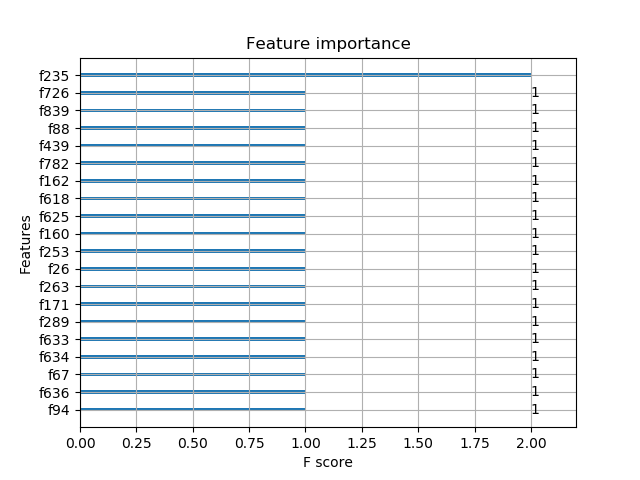 Feature importance
f235
f726 1
f839 1
f88 1
f439 1
f782 1
f162 1
f618 1
f625 1
f160 1
f253 1
f26 1
f263 1
f171 1
f289 1
f633 1
f634 1
f67 1
f636 1
f94 1
Features
0.00 0.25 0.50 0.75 1.00 1.25 1.50 1.75 2.00
F score